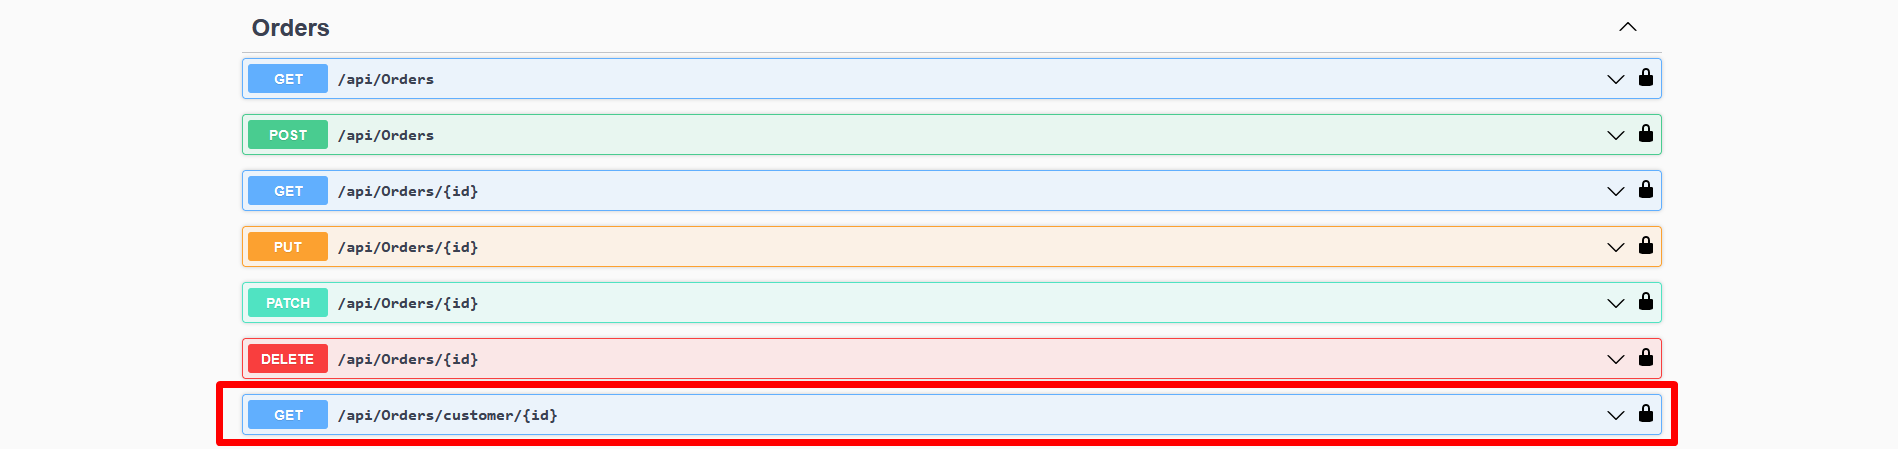 Orders
GET /api/Orders
POST /api/Orders
GET /api/Orders/{id}
PUT /api/Orders/{id}
PATCH /api/Orders/{id}
DELETE /api/Orders/{id}
GET /api/Orders/customer/{id}